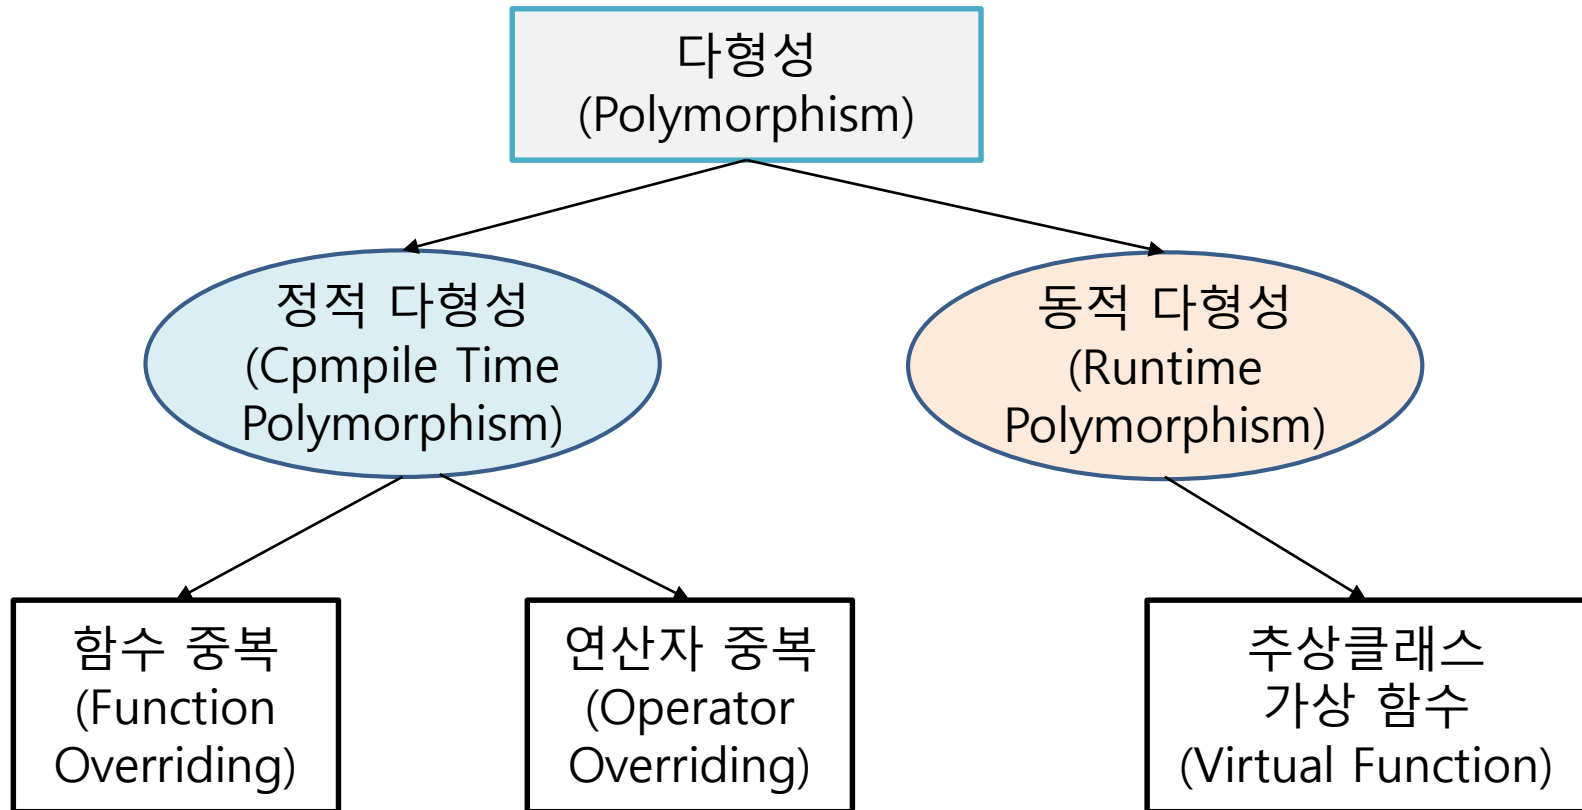 다형성
(Polymorphism)
정적 다형성
(Cpmpile Time
Polymorphism)
동적 다형성
(Runtime
Polymorphism)
함수 중복
(Function
Overriding)
연산자 중복
(Operator
Overriding)
추상클래스
가상 함수
(Virtual Function)